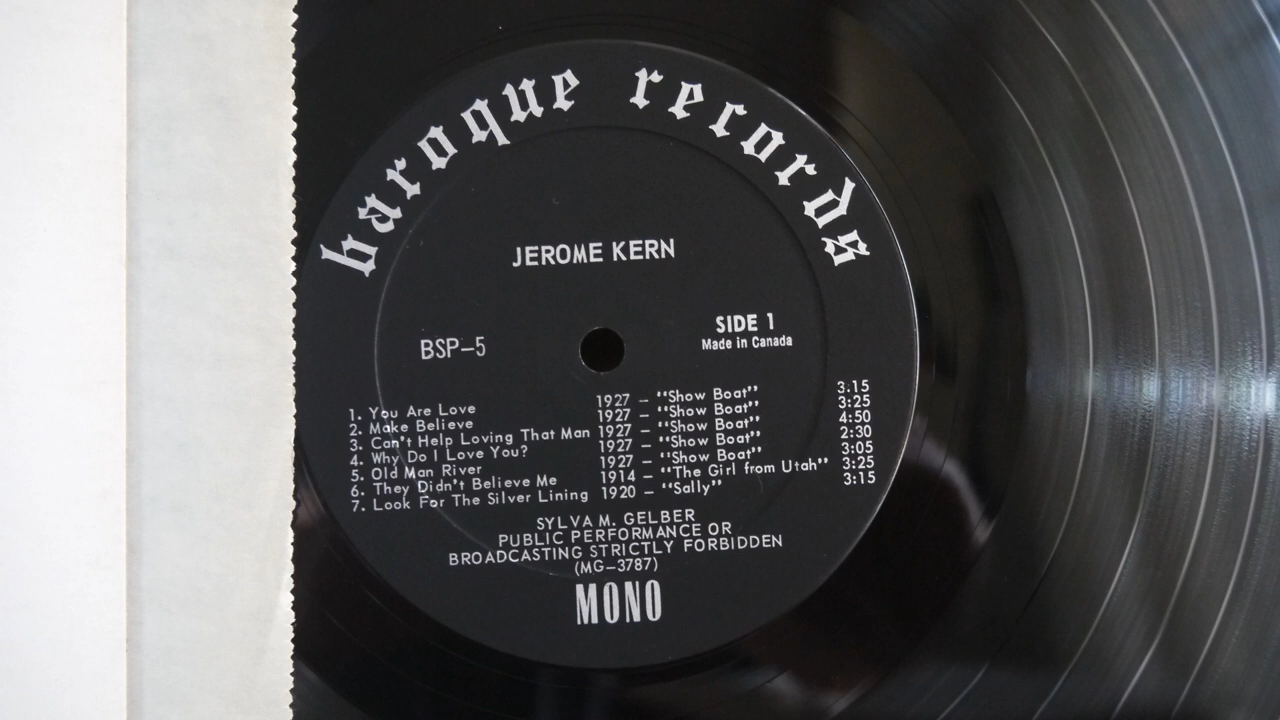 baroque records
JEROME KERN
SIDE 1
BSP-5
Made in Canada
1. You Are Love 1927 - "Show Boat" 3.15
2. Make Believe 1927 - "Show Boat" 3:25
3. Can't Help Loving That Man 1927 - "Show Boat" 4:50
4. Why Do I Love You? 1927 - "Show Boat" 2:30
5. Old Man River 1927 - "Show Boat" 3:05
6. They Didn't Believe Me 1914 - "The Girl from Utah" 3:25
7. Look For The Silver Lining 1920 - "Sally" 3:15
SYLVA M. GELBER
PUBLIC PERFORMANCE OR
BROADCASTING STRICTLY FORBIDDEN
(MG-3787)
MONO